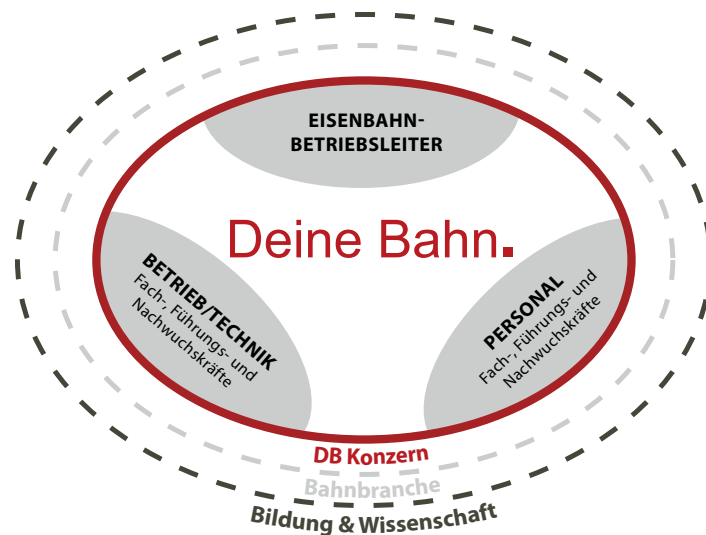 EISENBAHN-
BETRIEBSLEITER
Deine Bahn.
BETRIEB/TECHNIK
Fach-, Führungs- und
Nachwuchskräfte
PERSONAL
Fach-, Führungs- und
Nachwuchskräfte
DB Konzern
Bahnbranche
Bildung & Wissenschaft